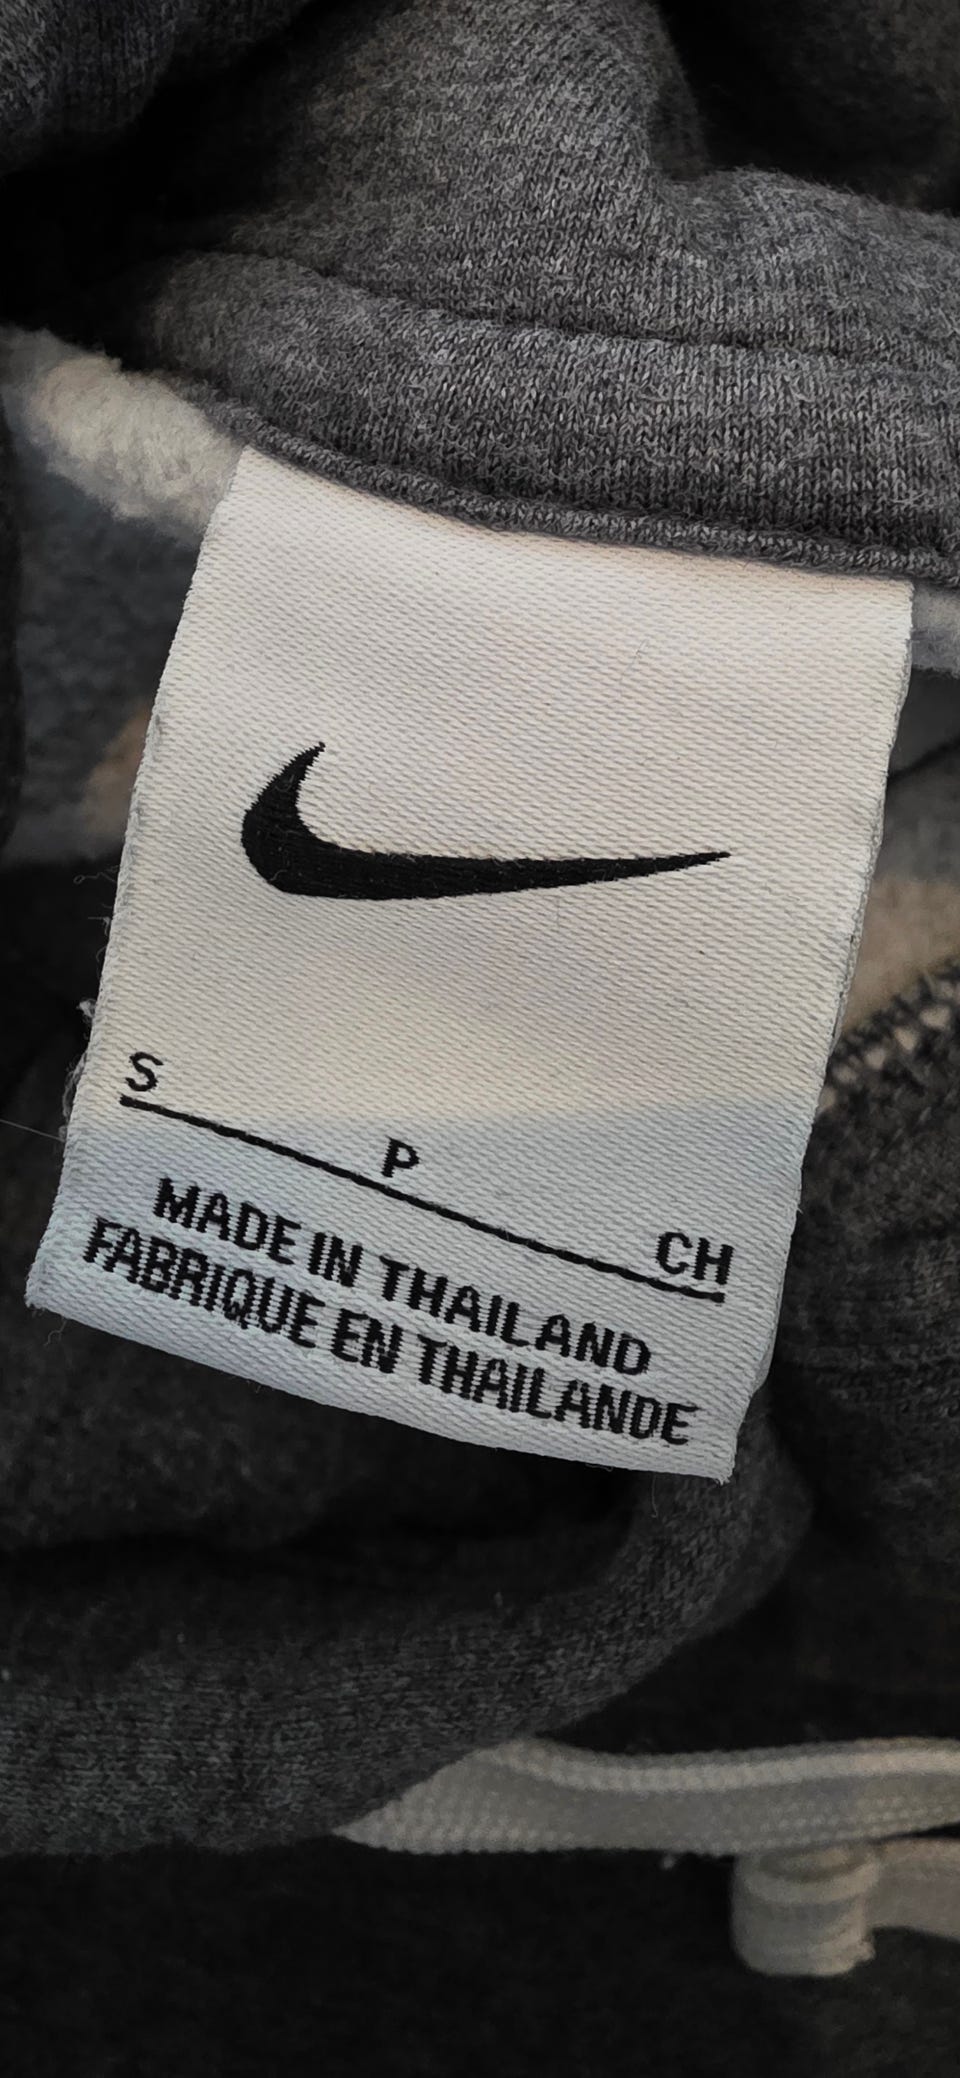 S P CH
MADE IN THAILAND
FABRIQUE EN THAILANDE